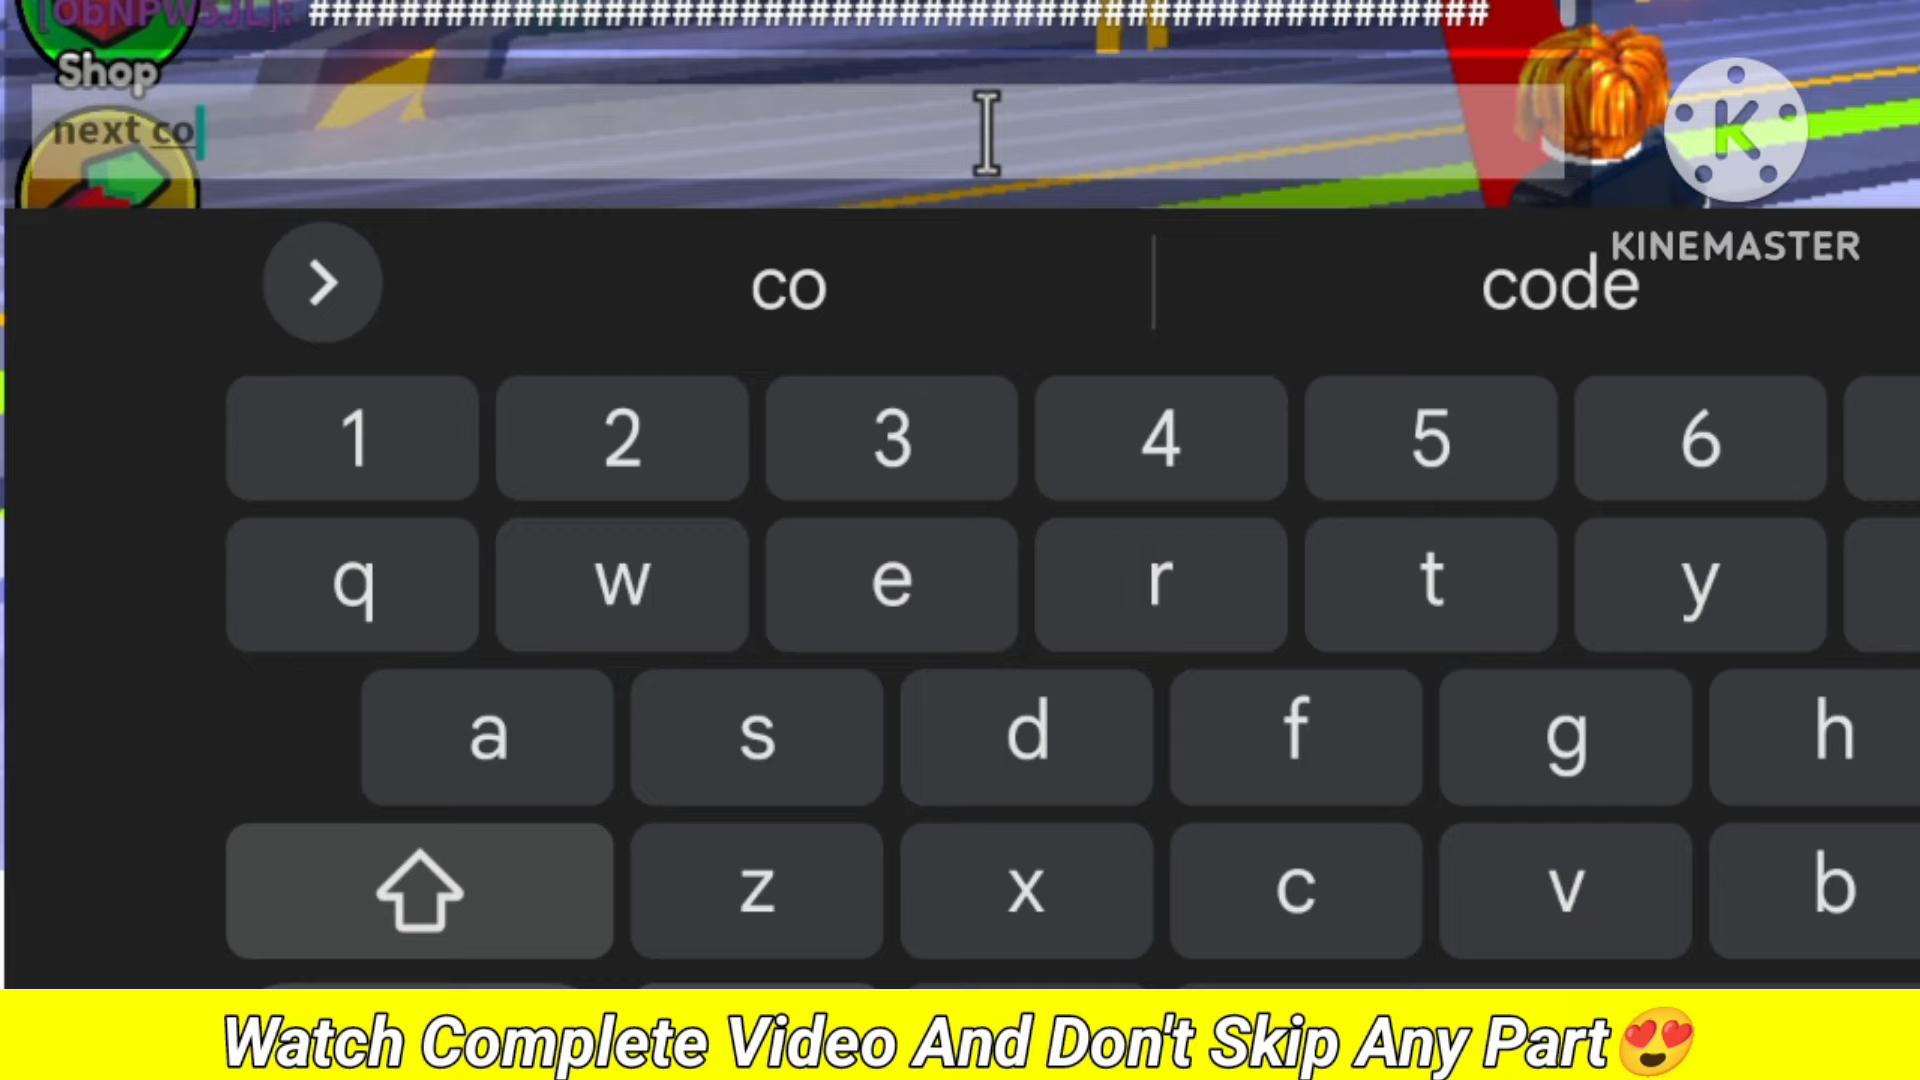 ##########################################################
Shop
next co
K
KINEMASTER
co code
1 2 3 4 5 6
q w e r t y
a s d f g h
z x c v b
Watch Complete Video And Don't Skip Any Part😍